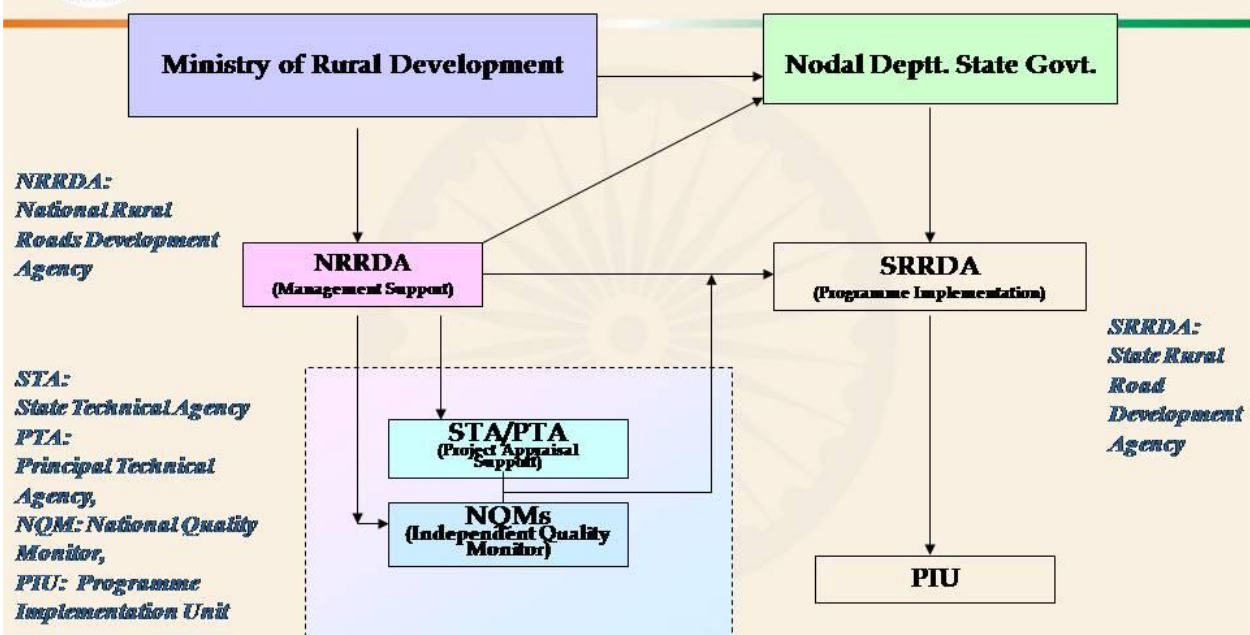 Ministry of Rural Development
Nodal Deptt. State Govt.
NRRDA:
National Rural
Roads Development
Agency
NRRDA
(Management Support)
SRRDA
(Programme Implementation)
SRRDA:
State Rural
Road
Development
Agency
STA:
State Technical Agency
PTA:
Principal Technical
Agency,
NQM: National Quality
Monitor,
PIU: Programme
Implementation Unit
STA/PTA
(Project Appraisal
Support)
NQMs
(Independent Quality
Monitor)
PIU